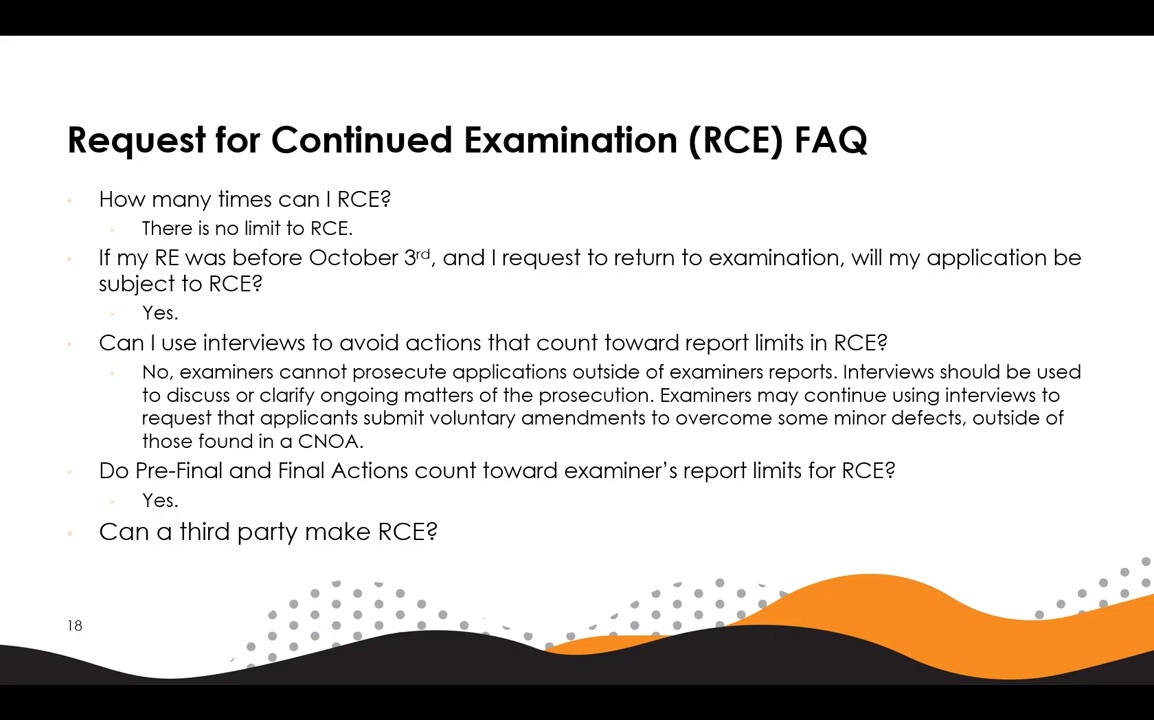 Request for Continued Examination (RCE) FAQ
How many times can I RCE?
There is no limit to RCE.
If my RE was before October 3rd, and I request to return to examination, will my application be
subject to RCE?
Yes.
Can I use interviews to avoid actions that count toward report limits in RCE?
No, examiners cannot prosecute applications outside of examiners reports. Interviews should be used
to discuss or clarify ongoing matters of the prosecution. Examiners may continue using interviews to
request that applicants submit voluntary amendments to overcome some minor defects, outside of
those found in a CNOA.
Do Pre-Final and Final Actions count toward examiner’s report limits for RCE?
Yes.
Can a third party make RCE?
18